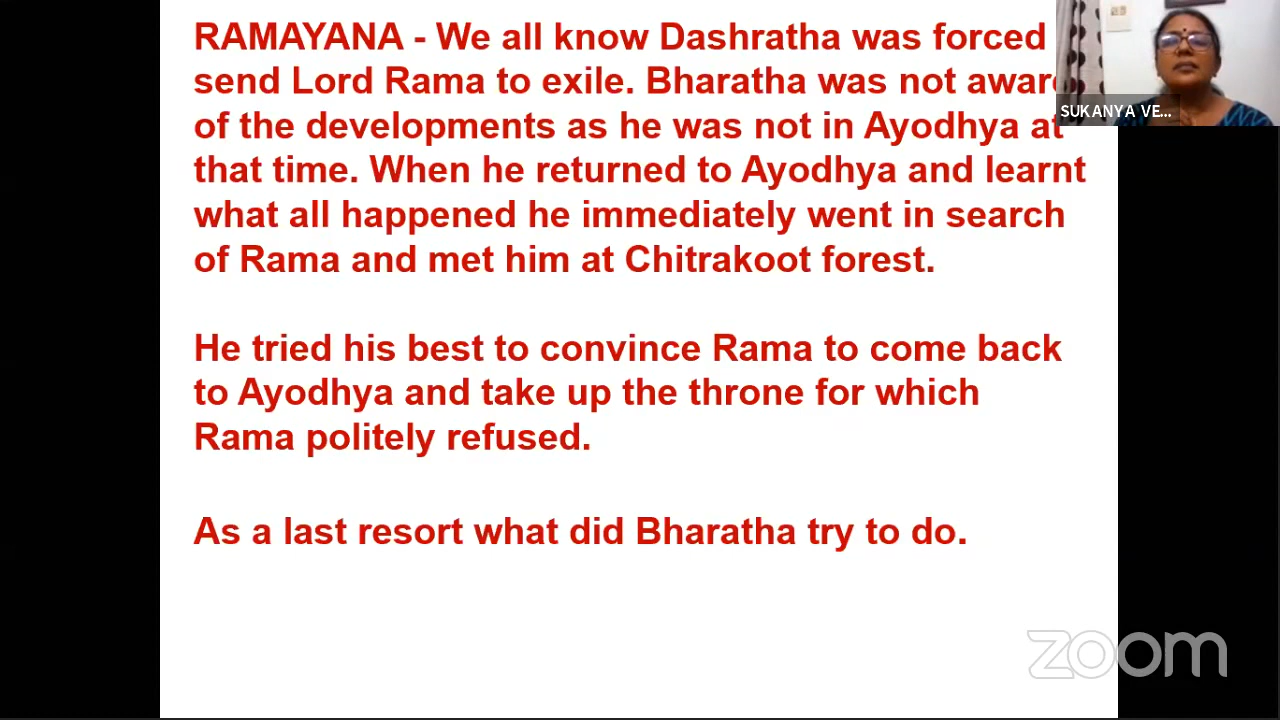 RAMAYANA - We all know Dashratha was forced
send Lord Rama to exile. Bharatha was not aware
of the developments as he was not in Ayodhya at
that time. When he returned to Ayodhya and learnt
what all happened he immediately went in search
of Rama and met him at Chitrakoot forest.
He tried his best to convince Rama to come back
to Ayodhya and take up the throne for which
Rama politely refused.
As a last resort what did Bharatha try to do.
SUKANYA VE...
zoom